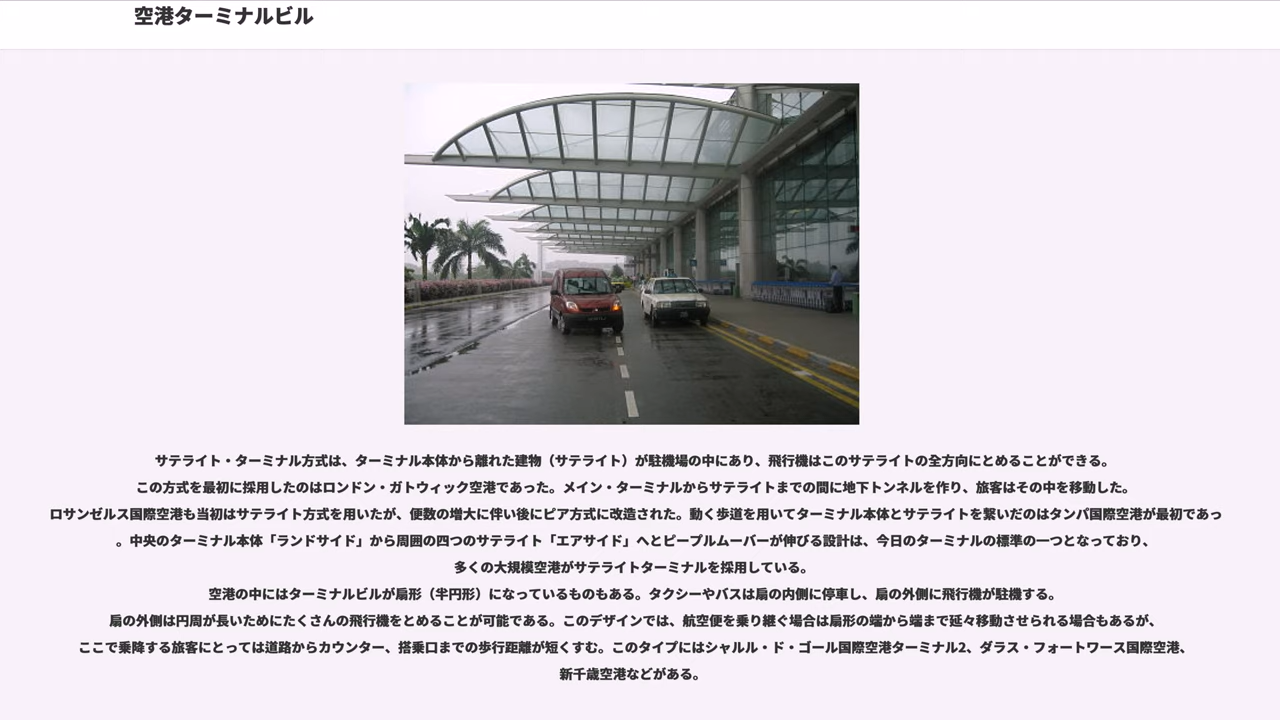 空港ターミナルビル
サテライト・ターミナル方式は、ターミナル本体から離れた建物（サテライト）が駐機場の中にあり、飛行機はこのサテライトの全方向にとめることができる。
この方式を最初に採用したのはロンドン・ガトウィック空港であった。メイン・ターミナルからサテライトまでの間に地下トンネルを作り、旅客はその中を移動した。
ロサンゼルス国際空港も当初はサテライト方式を用いたが、便数の増大に伴い後にピア方式に改造された。動く歩道を用いてターミナル本体とサテライトを繋いだのはタンパ国際空港が最初であっ
。中央のターミナル本体「ランドサイド」から周囲の四つのサテライト「エアサイド」へとピープルムーバーが伸びる設計は、今日のターミナルの標準の一つとなっており、
多くの大規模空港がサテライトターミナルを採用している。
空港の中にはターミナルビルが扇形（半円形）になっているものもある。タクシーやバスは扇の内側に停車し、扇の外側に飛行機が駐機する。
扇の外側は円周が長いためにたくさんの飛行機をとめることが可能である。このデザインでは、航空便を乗り継ぐ場合は扇形の端から端まで延々移動させられる場合もあるが、
ここで乗降する旅客にとっては道路からカウンター、搭乗口までの歩行距離が短くすむ。このタイプにはシャルル・ド・ゴール国際空港ターミナル2、ダラス・フォートワース国際空港、
新千歳空港などがある。